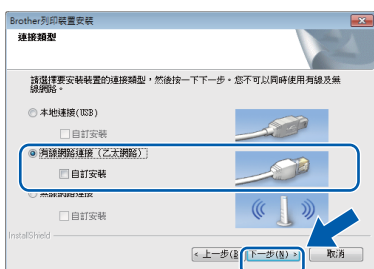 Brother列印裝置安裝
連接類型
請選擇要安裝裝置的連接類型，然後按一下下一步。您不可以同時使用有線及無
線網路。
本地連接(USB)
自訂安裝
有線網路連接（乙太網路）
自訂安裝
無線網路連接
自訂安裝
InstallShield
< 上一步(B) 下一步(N) > 取消